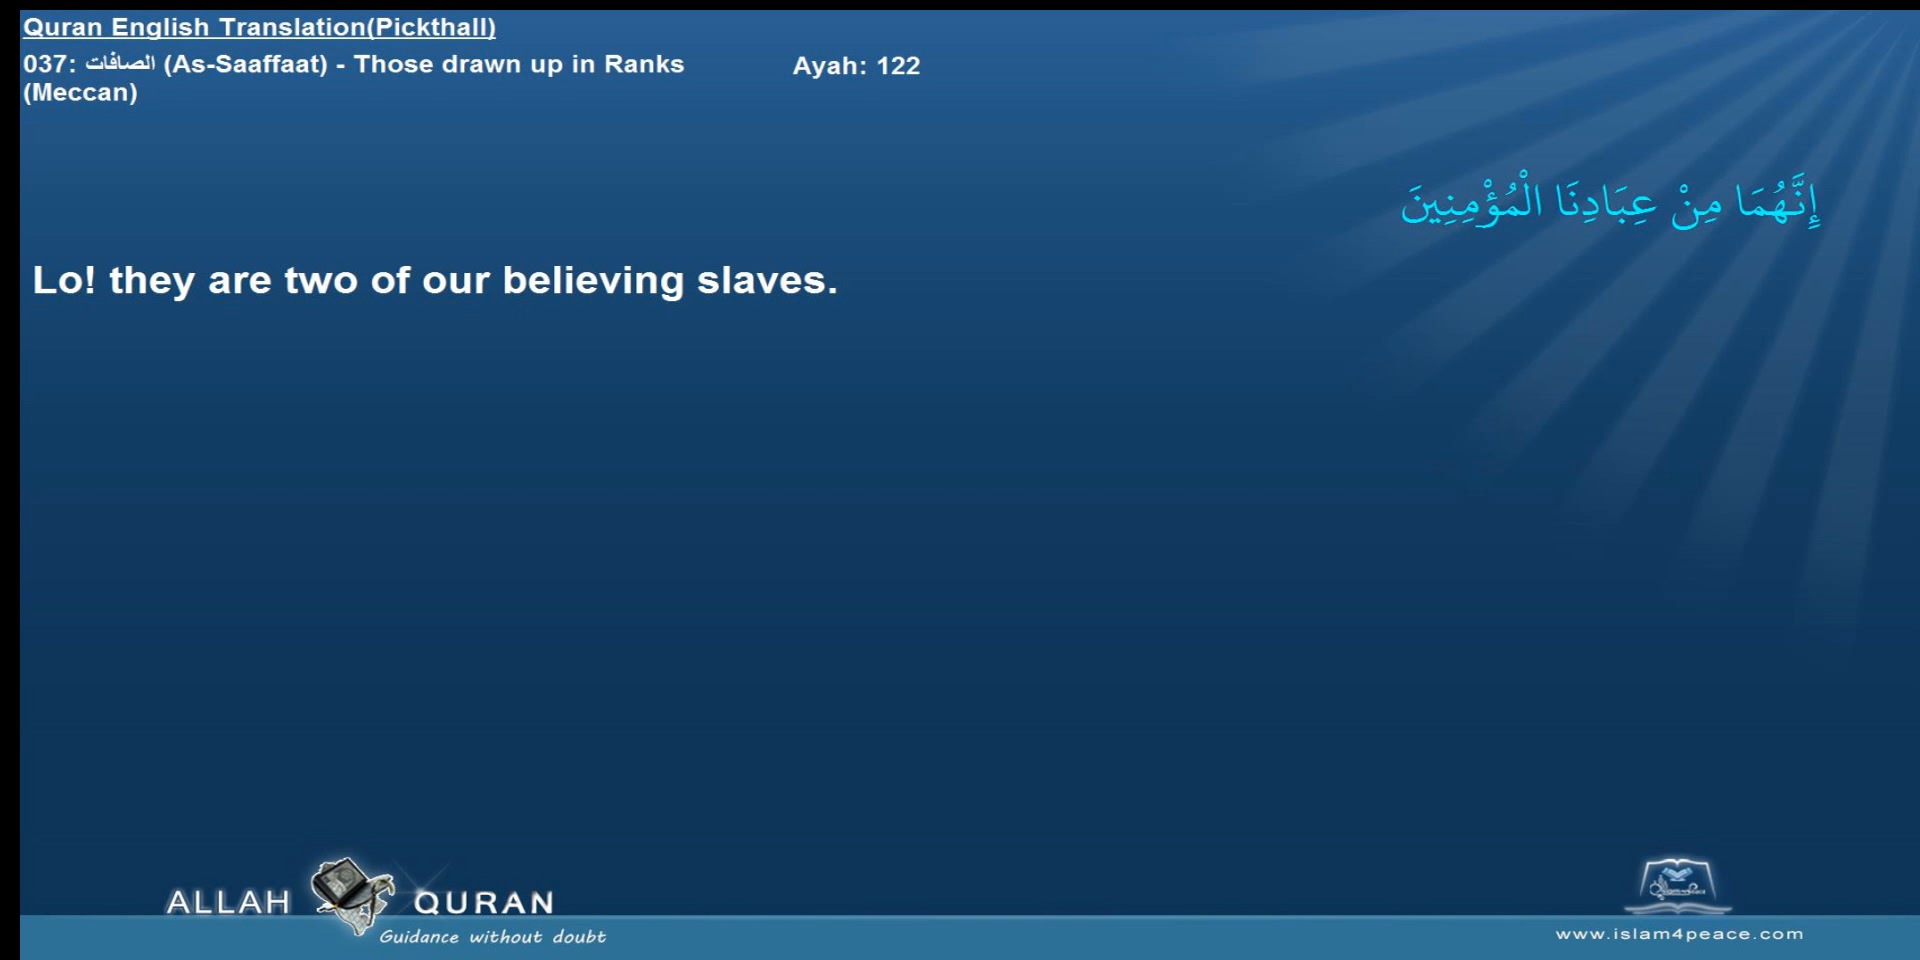 Quran English Translation(Pickthall)
037: الصافات (As-Saaffaat) - Those drawn up in Ranks (Meccan)
Ayah: 122
إِنَّهُمَا مِنْ عِبَادِنَا الْمُؤْمِنِينَ
Lo! they are two of our believing slaves.
ALLAH QURAN
Guidance without doubt
www.islam4peace.com